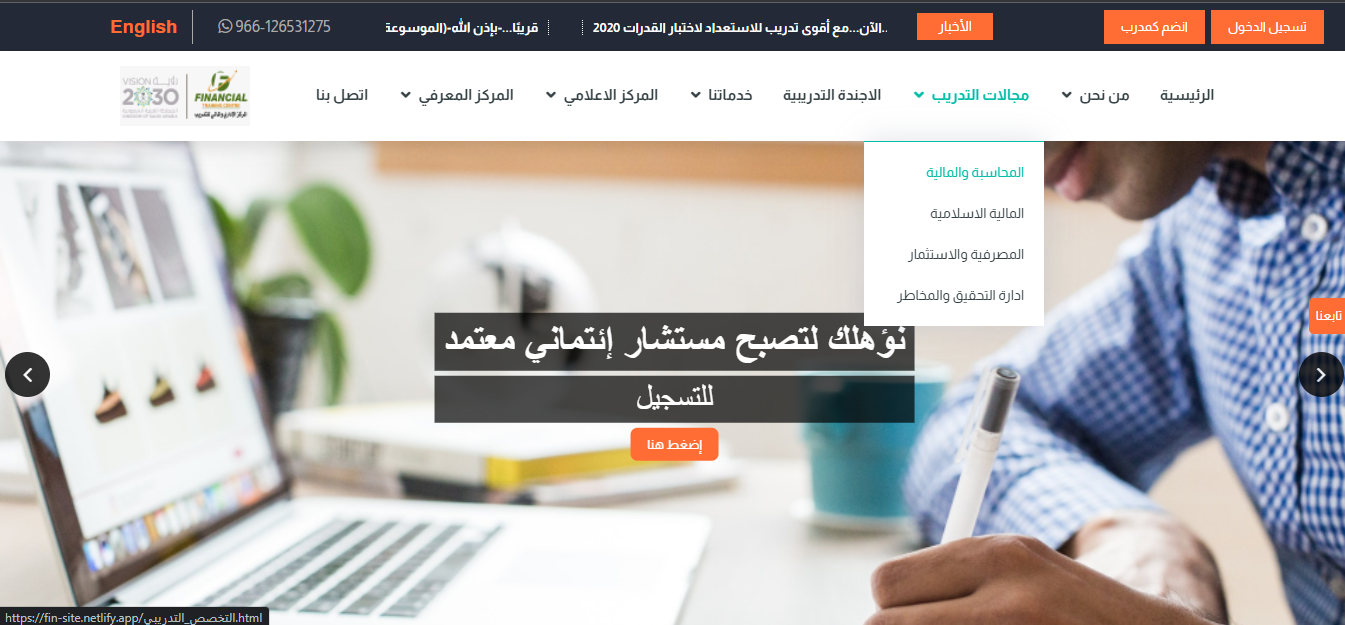 تسجيل الدخول
انضم كمدرب
الأخبار
..الآن...مع أقوى تدريب للاستعداد لاختبار القدرات 2020
قريبًا...-بإذن الله-((الموسوعة
966-126531275
English
الرئيسية
من نحن
مجالات التدريب
الاجندة التدريبية
خدماتنا
المركز الاعلامي
المركز المعرفي
اتصل بنا
FINANCIAL
TRAINING CENTRE
VISION رؤيـــة
2030
المحاسبة والمالية
المالية الاسلامية
المصرفية والاستثمار
ادارة التحقيق والمخاطر
تابعنا
نؤهلك لتصبح مستشار إئتماني معتمد
للتسجيل
إضغط هنا
https://fin-site.netlify.app/التخصص_التدريبي.html